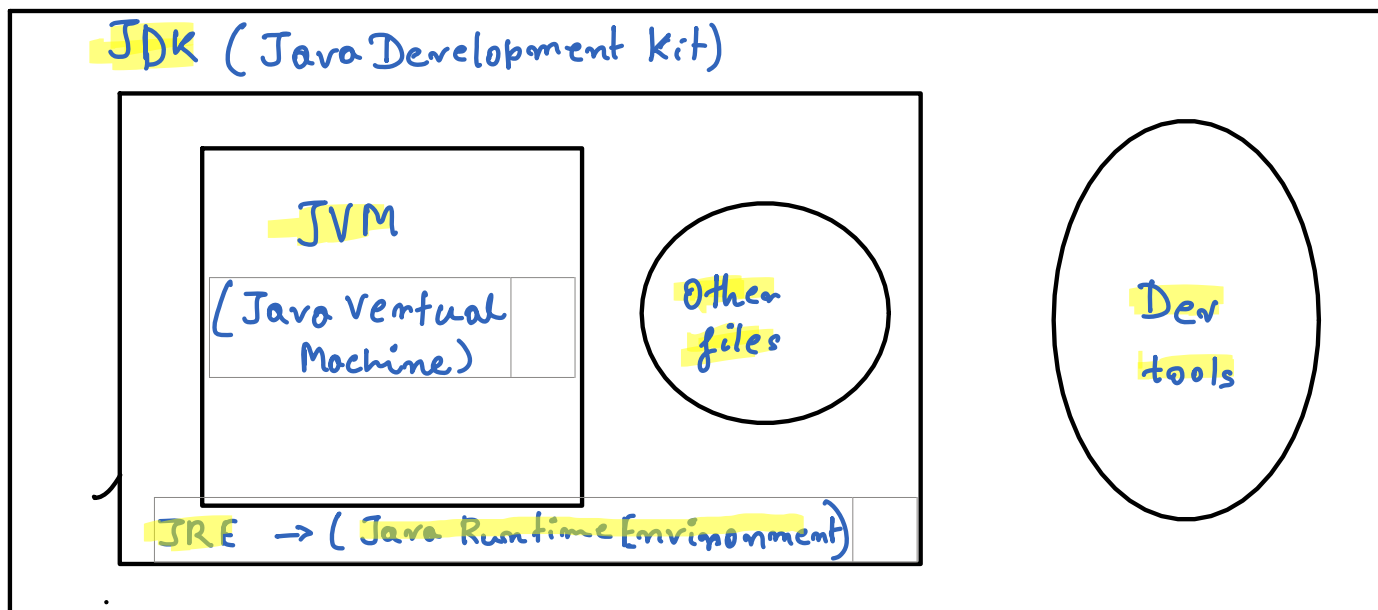 JDK (Java Development Kit)
JVM
(Java Ventual
Machine)
Other
files
Dev
tools
JRE → (Java Runtime Environment)